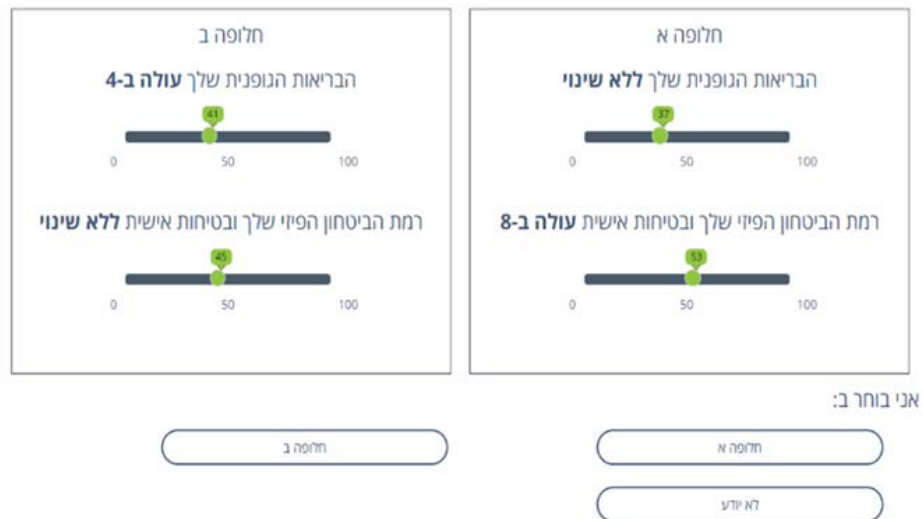 חלופה א
הבריאות הגופנית שלך ללא שינוי
37
0 50 100
רמת הביטחון הפיזי שלך ובטיחות אישית עולה ב-8
53
0 50 100
חלופה ב
הבריאות הגופנית שלך עולה ב-4
41
0 50 100
רמת הביטחון הפיזי שלך ובטיחות אישית ללא שינוי
45
0 50 100
אני בוחר ב:
חלופה א
חלופה ב
לא יודע